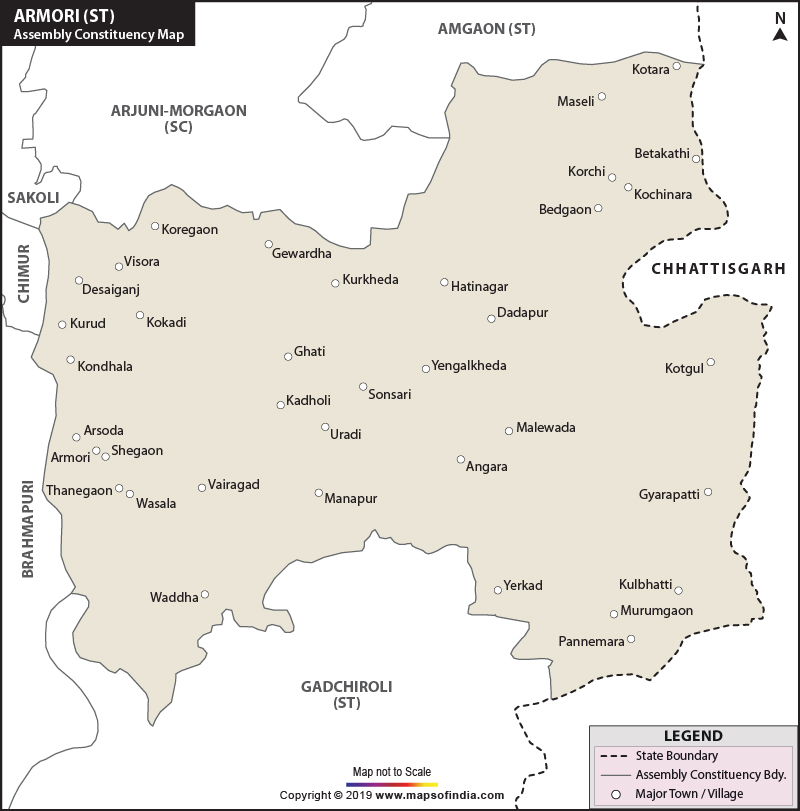 ARMORI (ST)
Assembly Constituency Map
AMGAON (ST)
N
Kotara
Maseli
ARJUNI-MORGAON
(SC)
Betakathi
Korchi
Kochinara
SAKOLI
Bedgaon
Koregaon
Gewardha
CHIMUR
Visora
CHHATTISGARH
Desaiganj
Kurkheda
Hatinagar
Kurud
Kokadi
Dadapur
Ghati
Kondhala
Yengalkheda
Kotgul
Sonsari
Kadholi
Arsoda
Uradi
Malewada
Armori
Shegaon
Angara
Thanegaon
Wasala
Vairagad
Manapur
Gyarapatti
BRAHMAPURI
Waddha
Yerkad
Kulbhatti
Murumgaon
Pannemara
GADCHIROLI
(ST)
LEGEND
State Boundary
Assembly Constituency Bdy.
Major Town / Village
Map not to Scale
Copyright © 2019 www.mapsofindia.com